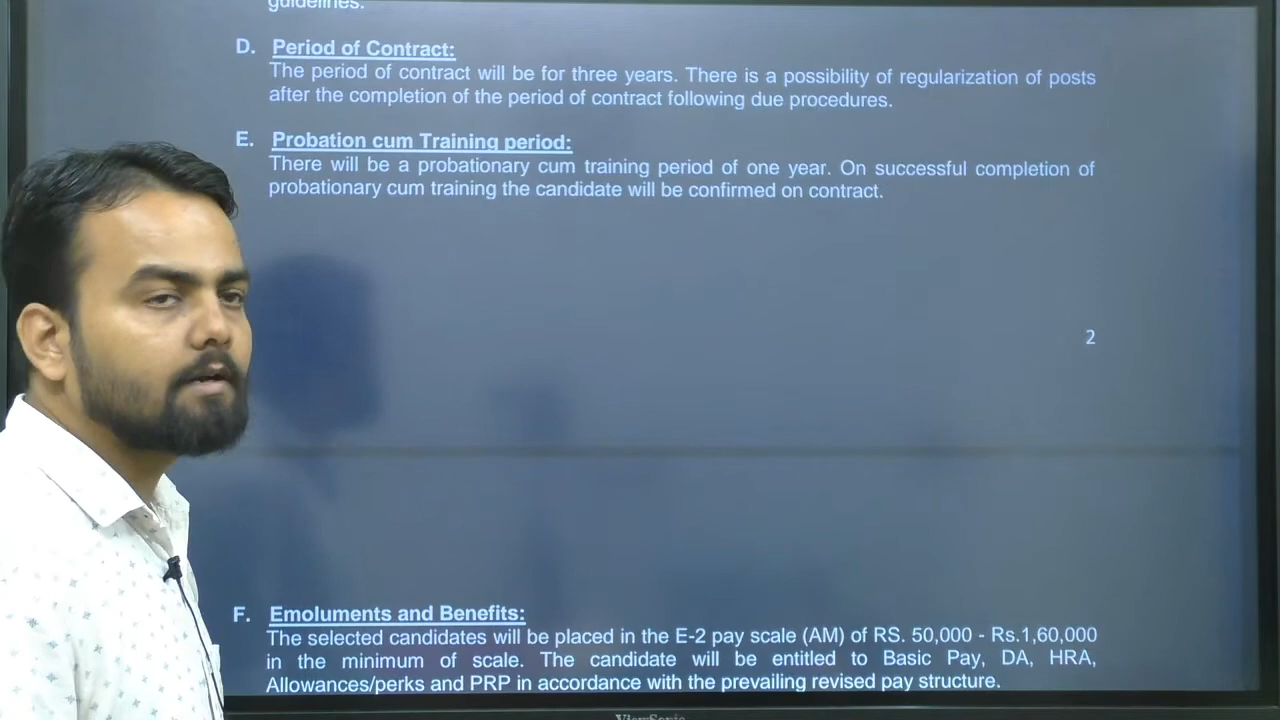 guidelines.
D. Period of Contract:
The period of contract will be for three years. There is a possibility of regularization of posts
after the completion of the period of contract following due procedures.
E. Probation cum Training period:
There will be a probationary cum training period of one year. On successful completion of
probationary cum training the candidate will be confirmed on contract.
2
F. Emoluments and Benefits:
The selected candidates will be placed in the E-2 pay scale (AM) of RS. 50,000 - Rs.1,60,000
in the minimum of scale. The candidate will be entitled to Basic Pay, DA, HRA,
Allowances/perks and PRP in accordance with the prevailing revised pay structure.
ViewSonic